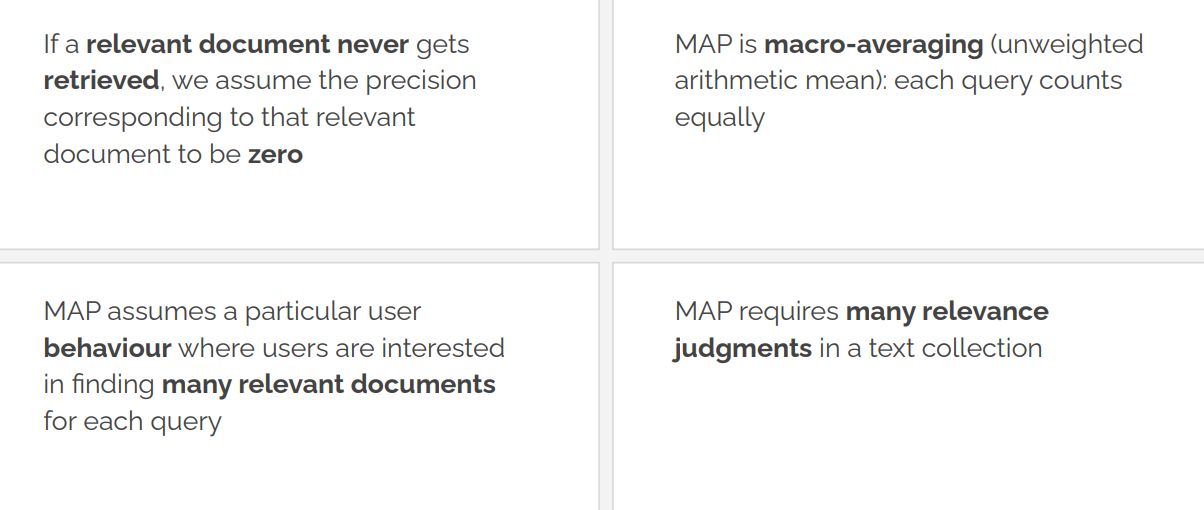 If a relevant document never gets
retrieved, we assume the precision
corresponding to that relevant
document to be zero
MAP is macro-averaging (unweighted
arithmetic mean): each query counts
equally
MAP assumes a particular user
behaviour where users are interested
in finding many relevant documents
for each query
MAP requires many relevance
judgments in a text collection